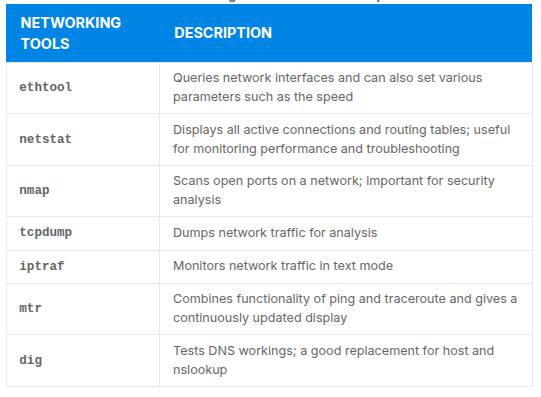 NETWORKING
TOOLS
DESCRIPTION
ethtool
Queries network interfaces and can also set various
parameters such as the speed
netstat
Displays all active connections and routing tables; useful
for monitoring performance and troubleshooting
nmap
Scans open ports on a network; important for security
analysis
tcpdump
Dumps network traffic for analysis
iptraf
Monitors network traffic in text mode
mtr
Combines functionality of ping and traceroute and gives a
continuously updated display
dig
Tests DNS workings; a good replacement for host and
nslookup